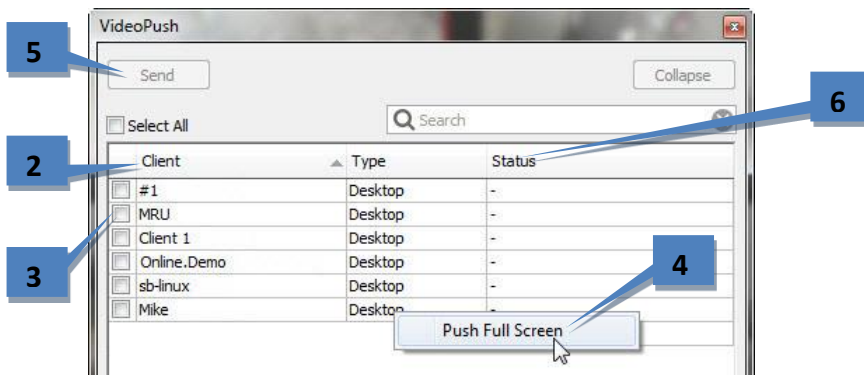 VideoPush
5
Send
Collapse
6
Select All
Search
2
Client Type Status
#1 Desktop -
MRU Desktop -
Client 1 Desktop -
3
Online.Demo Desktop -
4
sb-linux Desktop -
Mike Desktop -
Push Full Screen